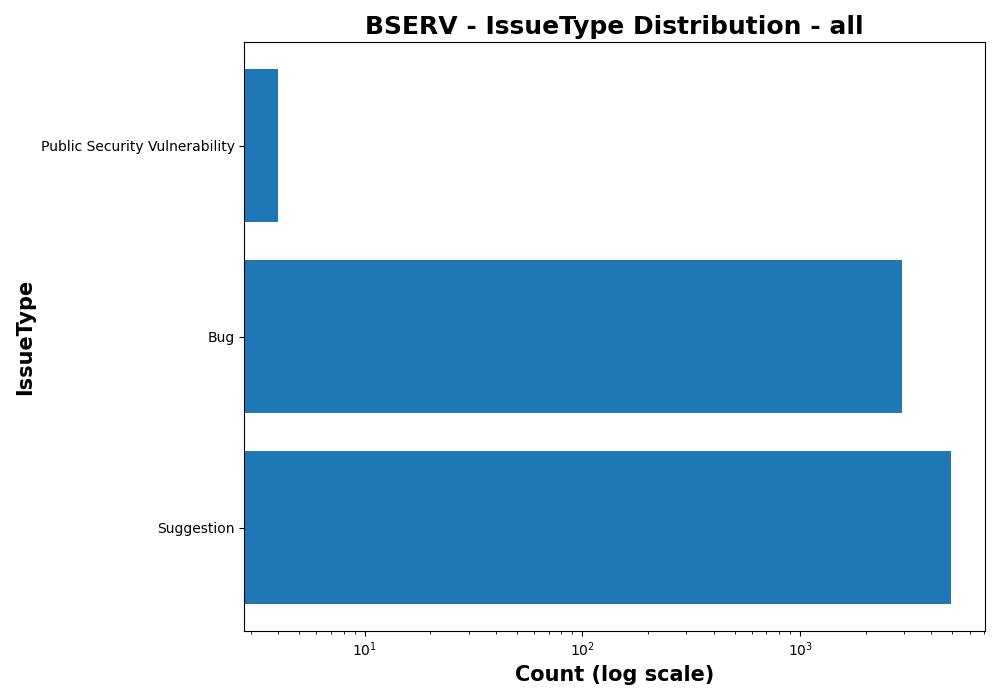 BSERV - IssueType Distribution - all
Public Security Vulnerability
Bug
Suggestion
IssueType
10¹
10²
10³
Count (log scale)